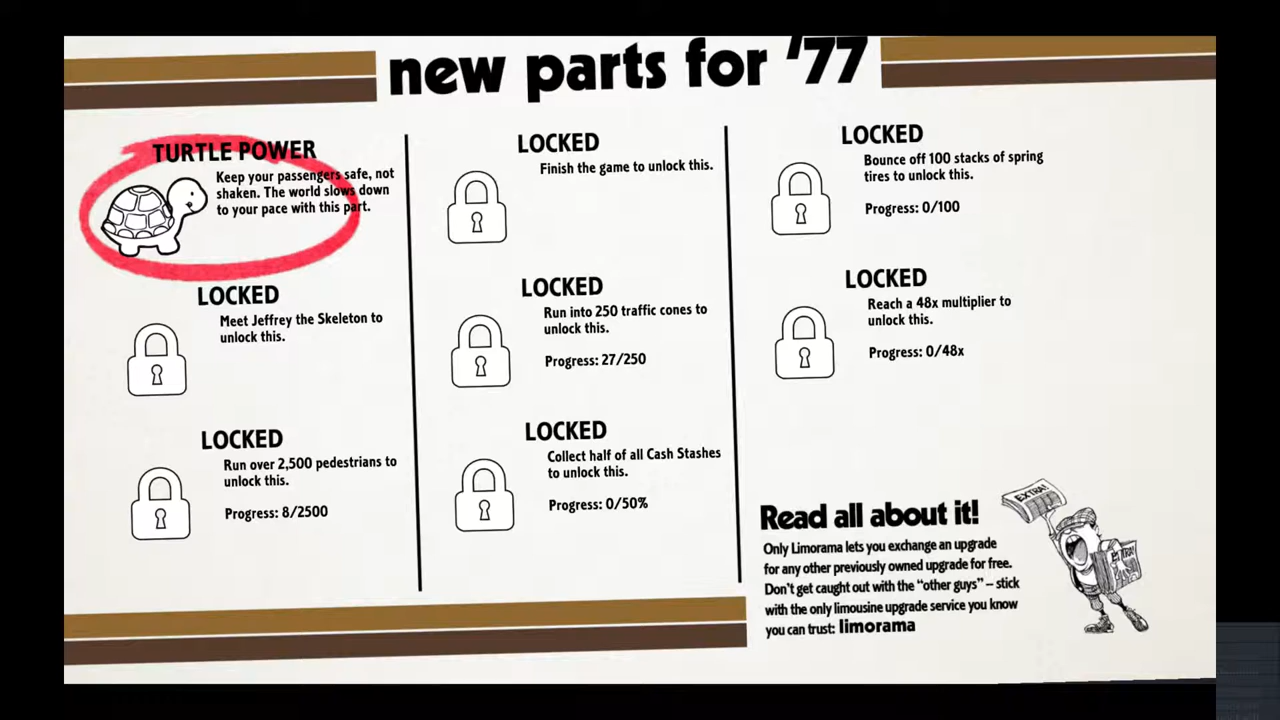 new parts for '77
TURTLE POWER
Keep your passengers safe, not
shaken. The world slows down
to your pace with this part.
LOCKED
Meet Jeffrey the Skeleton to
unlock this.
LOCKED
Run over 2,500 pedestrians to
unlock this.
Progress: 8/2500
LOCKED
Finish the game to unlock this.
LOCKED
Run into 250 traffic cones to
unlock this.
Progress: 27/250
LOCKED
Collect half of all Cash Stashes
to unlock this.
Progress: 0/50%
LOCKED
Bounce off 100 stacks of spring
tires to unlock this.
Progress: 0/100
LOCKED
Reach a 48x multiplier to
unlock this.
Progress: 0/48x
Read all about it!
Only Limorama lets you exchange an upgrade
for any other previously owned upgrade for free.
Don't get caught out with the “other guys” – stick
with the only limousine upgrade service you know
you can trust: limorama
EXTRA!